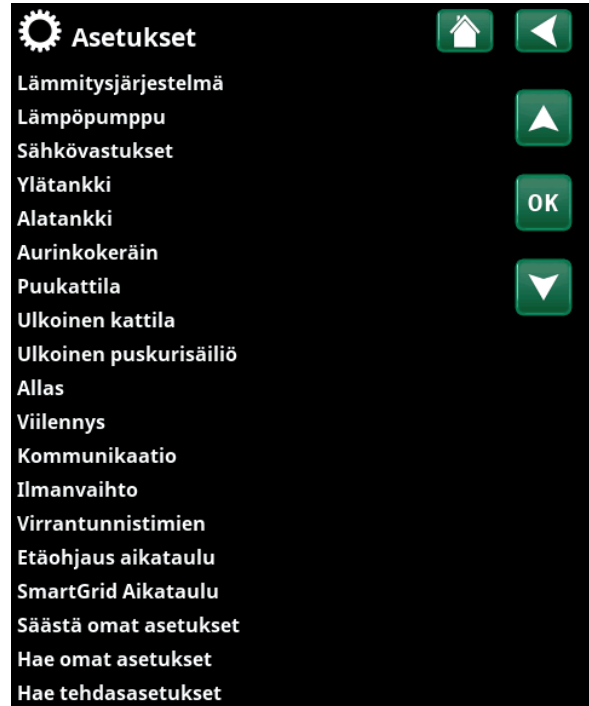 Asetukset
Lämmitysjärjestelmä
Lämpöpumppu
Sähkövastukset
OK
Ylätankki
Alatankki
Aurinkokeräin
Puukattila
Ulkoinen kattila
Ulkoinen puskurisäiliö
Allas
Viilennys
Kommunikaatio
Ilmanvaihto
Virrantunnistimien
Etäohjaus aikataulu
SmartGrid Aikataulu
Säästä omat asetukset
Hae omat asetukset
Hae tehdasasetukset